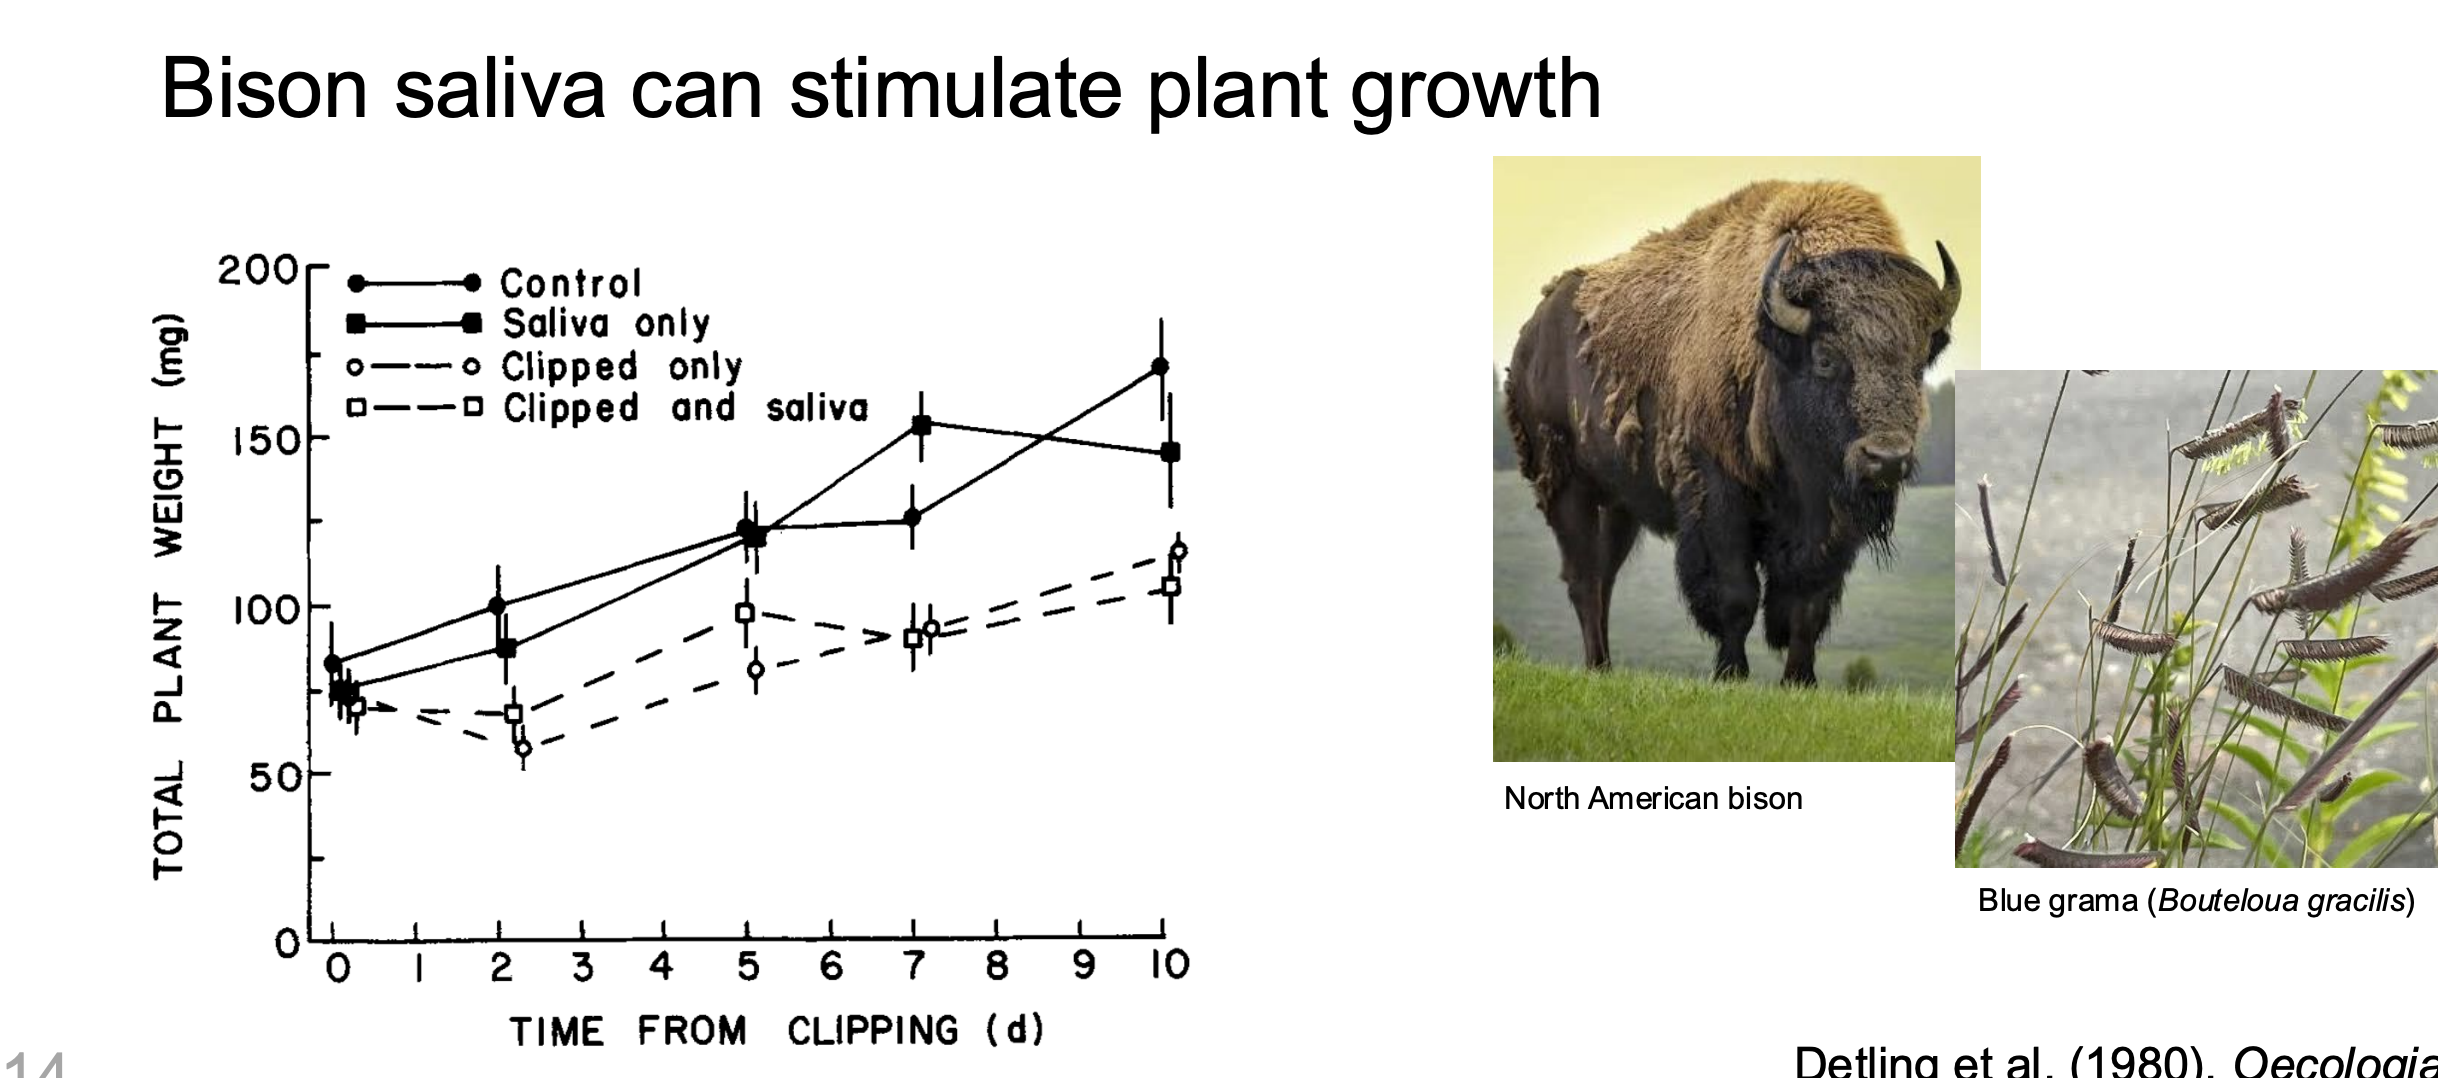 Bison saliva can stimulate plant growth
TOTAL PLANT WEIGHT (mg)
200
150
100
50
0
Control
Saliva only
Clipped only
Clipped and saliva
0 1 2 3 4 5 6 7 8 9 10
TIME FROM CLIPPING (d)
North American bison
Blue grama (Bouteloua gracilis)
14
Detling et al. (1980). Oecologia